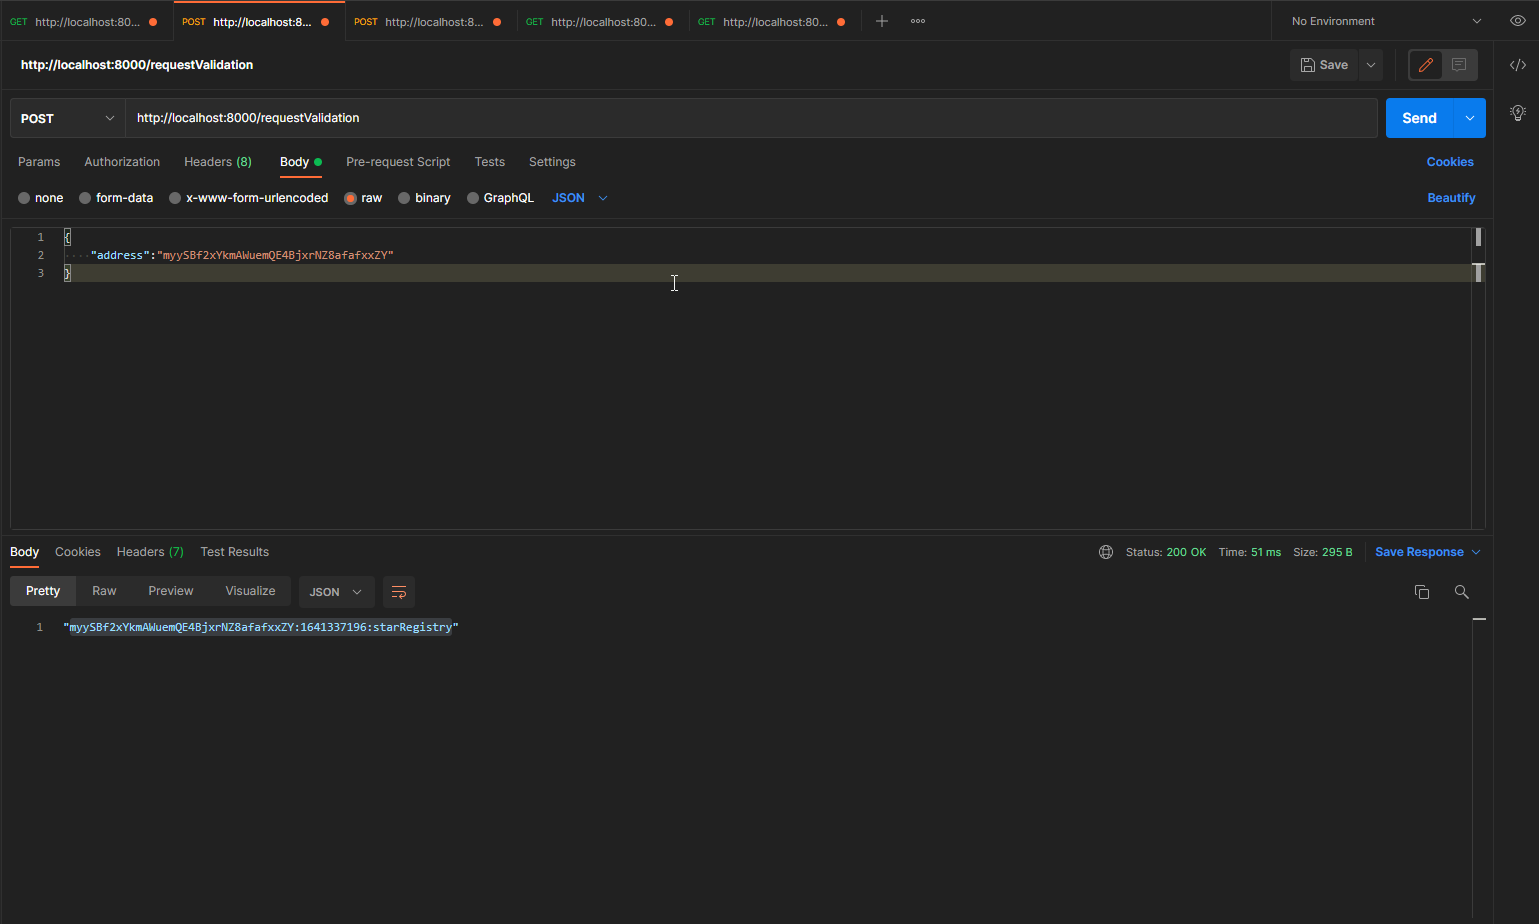 GET http://localhost:80... POST http://localhost:8... POST http://localhost:8... GET http://localhost:80... GET http://localhost:80... No Environment
http://localhost:8000/requestValidation Save
POST http://localhost:8000/requestValidation Send
Params Authorization Headers (8) Body Pre-request Script Tests Settings Cookies
none form-data x-www-form-urlencoded raw binary GraphQL JSON Beautify
1 {
2 "address":"myySBf2xYkmAWuemQE4BjxrNZ8afafxxZY"
3 }
Body Cookies Headers (7) Test Results Status: 200 OK Time: 51 ms Size: 295 B Save Response
Pretty Raw Preview Visualize JSON
1 "myySBf2xYkmAWuemQE4BjxrNZ8afafxxZY:1641337196:starRegistry"